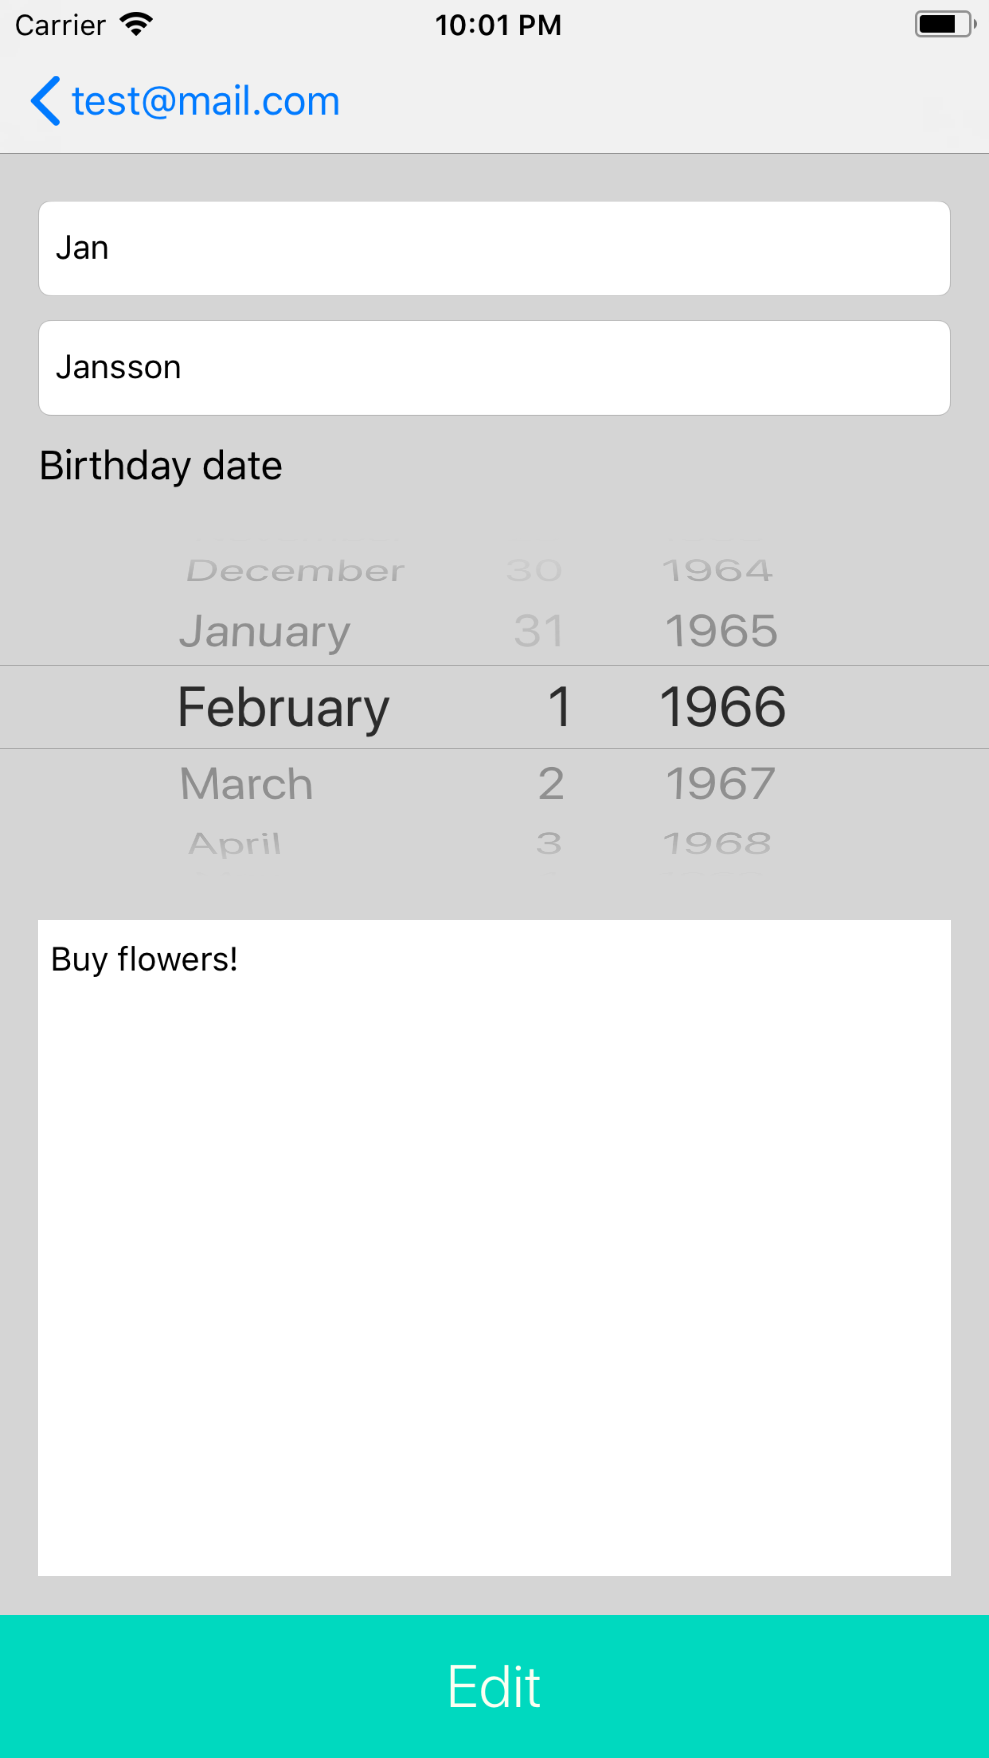 Carrier 10:01 PM
test@mail.com
Jan
Jansson
Birthday date
December 30 1964
January 31 1965
February 1 1966
March 2 1967
April 3 1968
Buy flowers!
Edit